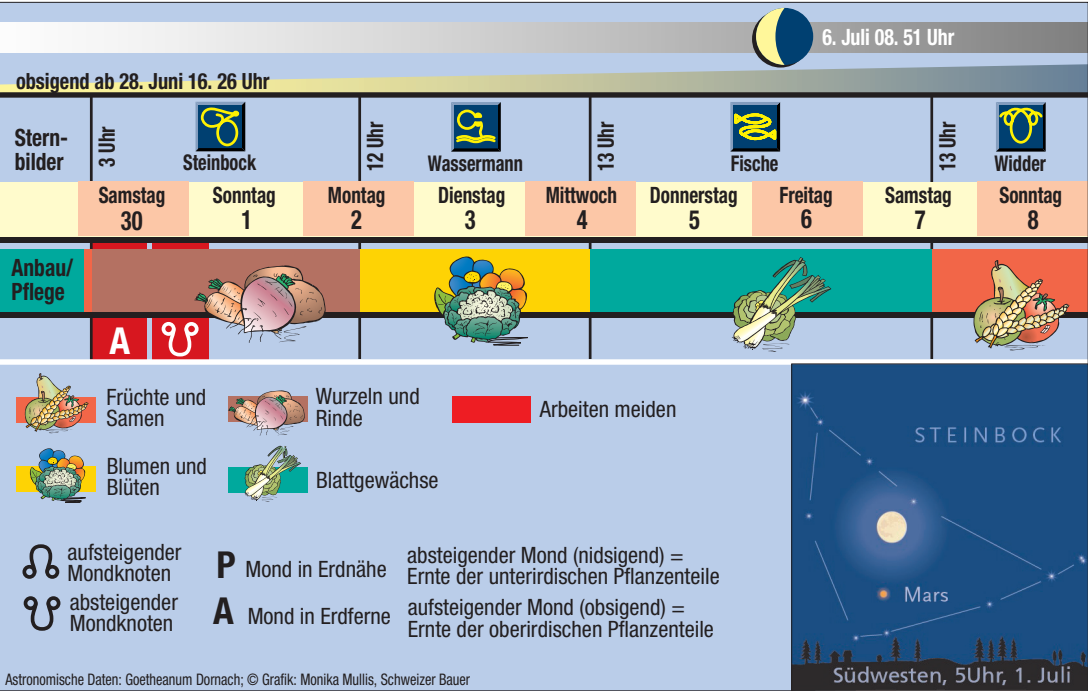 6. Juli 08. 51 Uhr
obsigend ab 28. Juni 16. 26 Uhr
Stern-
bilder
3 Uhr
Steinbock
12 Uhr
Wassermann
13 Uhr
Fische
13 Uhr
Widder
Samstag Sonntag Montag Dienstag Mittwoch Donnerstag Freitag Samstag Sonntag
30 1 2 3 4 5 6 7 8
Anbau/
Pflege
A
Früchte und
Samen
Wurzeln und
Rinde
Arbeiten meiden
Blumen und
Blüten
Blattgewächse
aufsteigender
Mondknoten
P Mond in Erdnähe
absteigender Mond (nidsigend) =
Ernte der unterirdischen Pflanzenteile
absteigender
Mondknoten
A Mond in Erdferne
aufsteigender Mond (obsigend) =
Ernte der oberirdischen Pflanzenteile
STEINBOCK
Mars
Südwesten, 5Uhr, 1. Juli
Astronomische Daten: Goetheanum Dornach; © Grafik: Monika Mullis, Schweizer Bauer